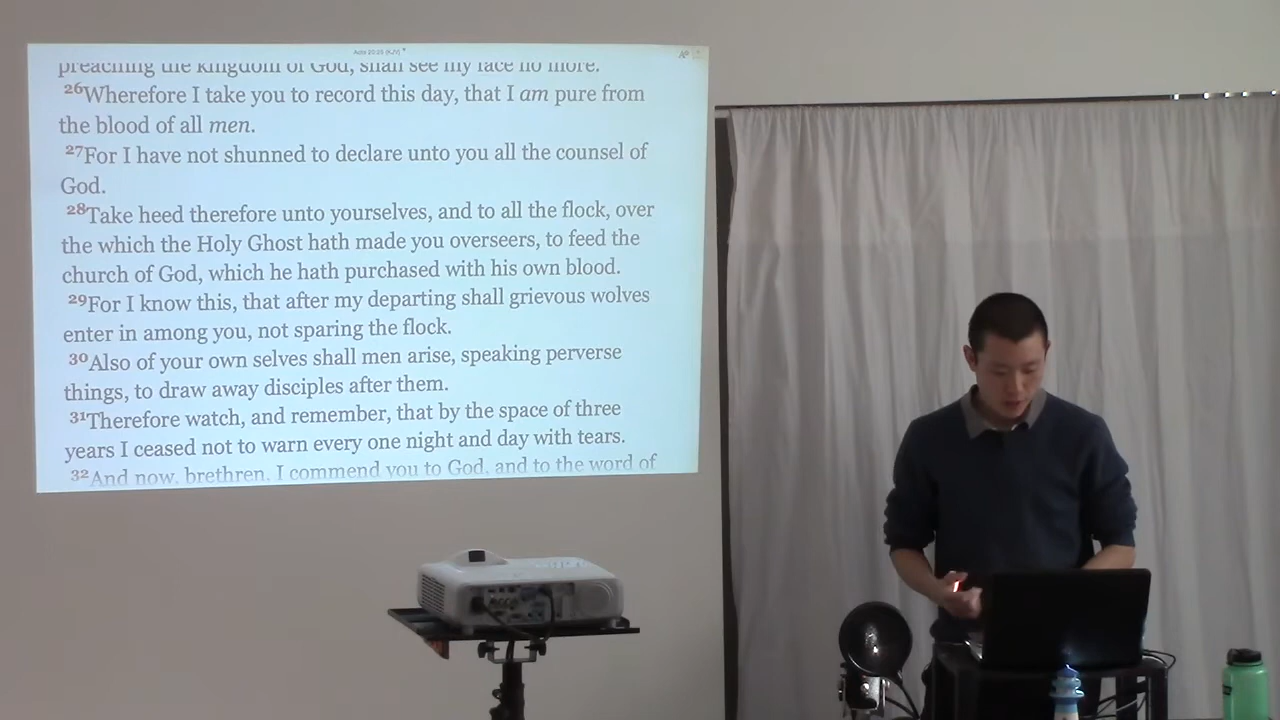 Acts 20:25 (KJV)
preaching the kingdom of God, shall see my face no more.
26Wherefore I take you to record this day, that I am pure from
the blood of all men.
27For I have not shunned to declare unto you all the counsel of
God.
28Take heed therefore unto yourselves, and to all the flock, over
the which the Holy Ghost hath made you overseers, to feed the
church of God, which he hath purchased with his own blood.
29For I know this, that after my departing shall grievous wolves
enter in among you, not sparing the flock.
30Also of your own selves shall men arise, speaking perverse
things, to draw away disciples after them.
31Therefore watch, and remember, that by the space of three
years I ceased not to warn every one night and day with tears.
32And now, brethren, I commend you to God, and to the word of